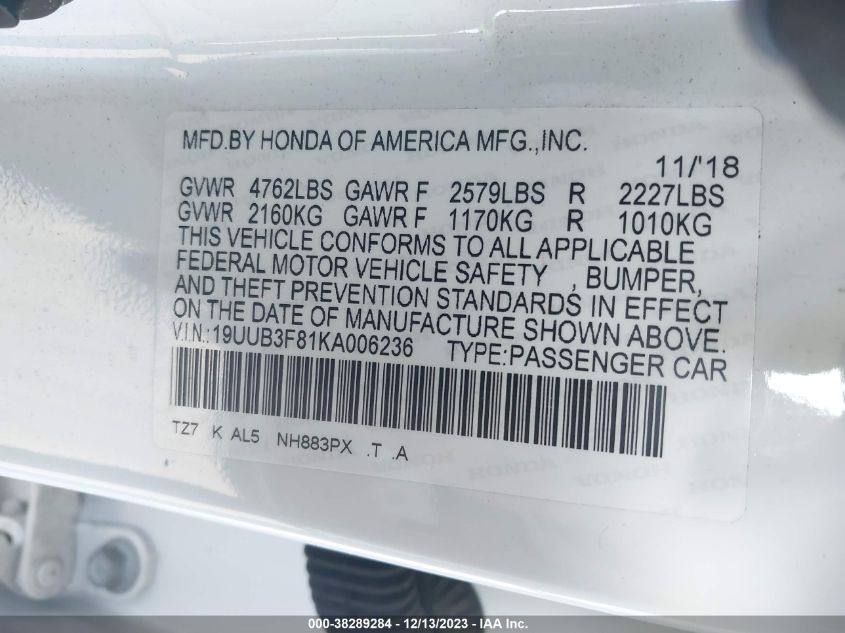 MFD.BY HONDA OF AMERICA MFG.,INC.
11/'18
GVWR 4762LBS GAWR F 2579LBS R 2227LBS
GVWR 2160KG GAWR F 1170KG R 1010KG
THIS VEHICLE CONFORMS TO ALL APPLICABLE
FEDERAL MOTOR VEHICLE SAFETY , BUMPER,
AND THEFT PREVENTION STANDARDS IN EFFECT
ON THE DATE OF MANUFACTURE SHOWN ABOVE.
V.I.N.:19UUB3F81KA006236 TYPE:PASSENGER CAR
TZ7 K AL5 NH883PX .T .A
000-38289284 - 12/13/2023 - IAA Inc.